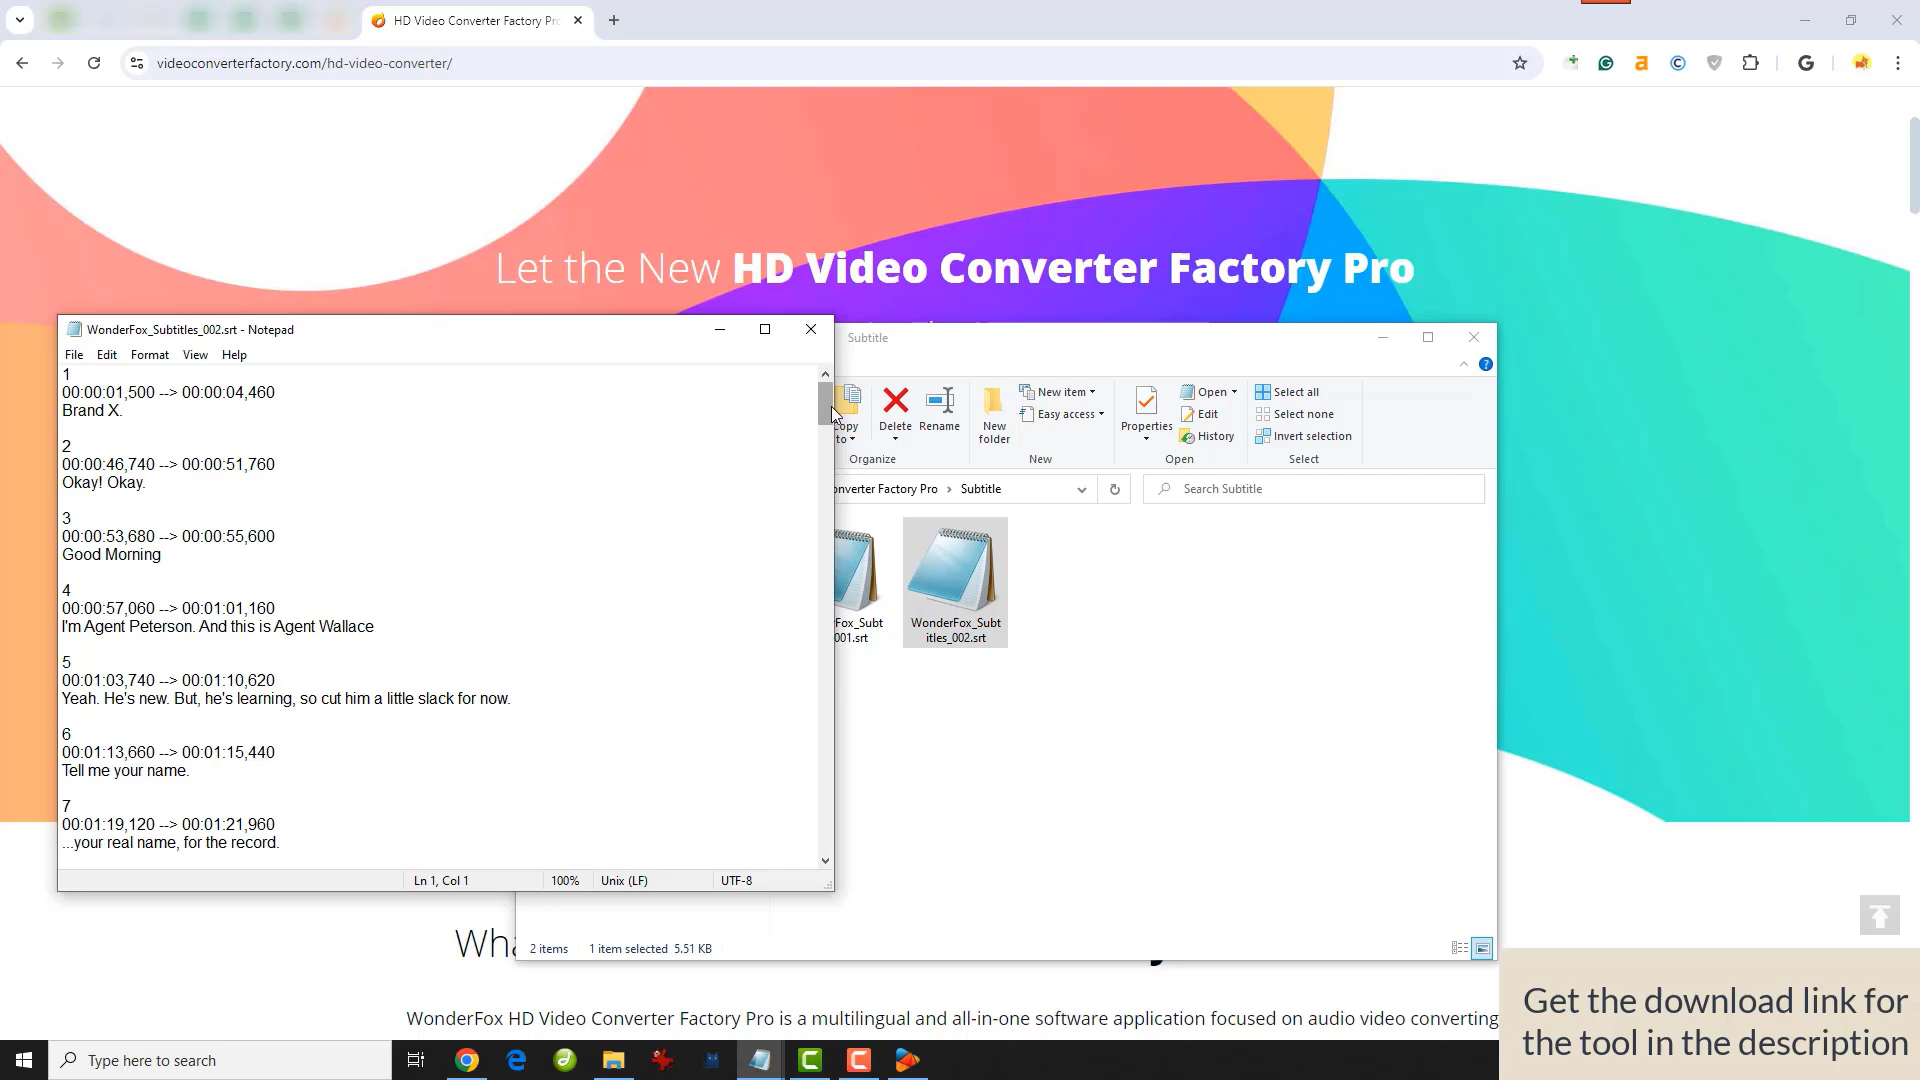 HD Video Converter Factory Pro
videoconverterfactory.com/hd-video-converter/
Let the New HD Video Converter Factory Pro
WonderFox_Subtitles_002.srt - Notepad
File Edit Format View Help
1
00:00:01,500 --> 00:00:04,460
Brand X.
2
00:00:46,740 --> 00:00:51,760
Okay! Okay.
3
00:00:53,680 --> 00:00:55,600
Good Morning
4
00:00:57,060 --> 00:01:01,160
I'm Agent Peterson. And this is Agent Wallace
5
00:01:03,740 --> 00:01:10,620
Yeah. He's new. But, he's learning, so cut him a little slack for now.
6
00:01:13,660 --> 00:01:15,440
Tell me your name.
7
00:01:19,120 --> 00:01:21,960
...your real name, for the record.
Ln 1, Col 1
100%
Unix (LF)
UTF-8
Subtitle
Copy
to
Delete
Rename
Organize
New
folder
New item
Easy access
New
Properties
Open
Edit
History
Open
Select all
Select none
Invert selection
Select
onverter Factory Pro > Subtitle
Search Subtitle
rFox_Subt
001.srt
WonderFox_Subt
itles_002.srt
2 items 1 item selected 5.51 KB
Wha
WonderFox HD Video Converter Factory Pro is a multilingual and all-in-one software application focused on audio video converting
Get the download link for
the tool in the description
Type here to search